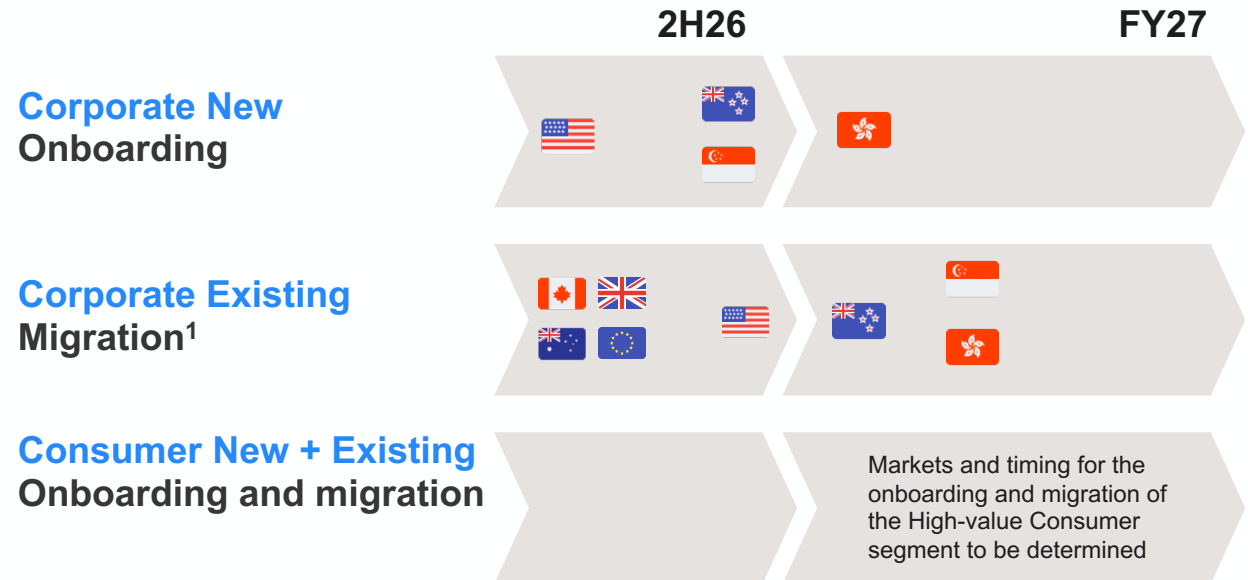 2H26
FY27
Corporate New
Onboarding
Corporate Existing
Migration¹
Consumer New + Existing
Onboarding and migration
Markets and timing for the
onboarding and migration of
the High-value Consumer
segment to be determined